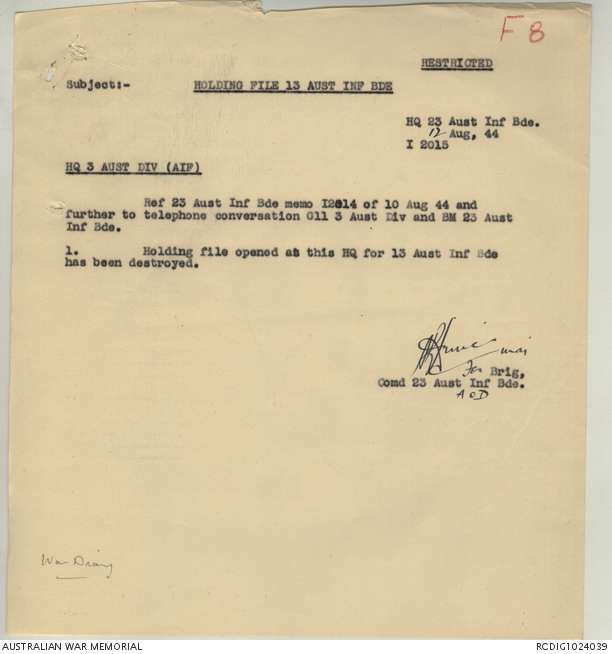 F 8
RESTRICTED
Subject:- HOLDING FILE 13 AUST INF BDE
HQ 23 Aust Inf Bde.
12 Aug, 44
I 2015
HQ 3 AUST DIV (AIF)
Ref 23 Aust Inf Bde memo I2014 of 10 Aug 44 and
further to telephone conversation G11 3 Aust Div and BM 23 Aust
Inf Bde.
1. Holding file opened at this HQ for 13 Aust Inf Bde
has been destroyed.
maj
for Brig,
Comd 23 Aust Inf Bde.
A O D
War Diary
AUSTRALIAN WAR MEMORIAL RCDIG1024039